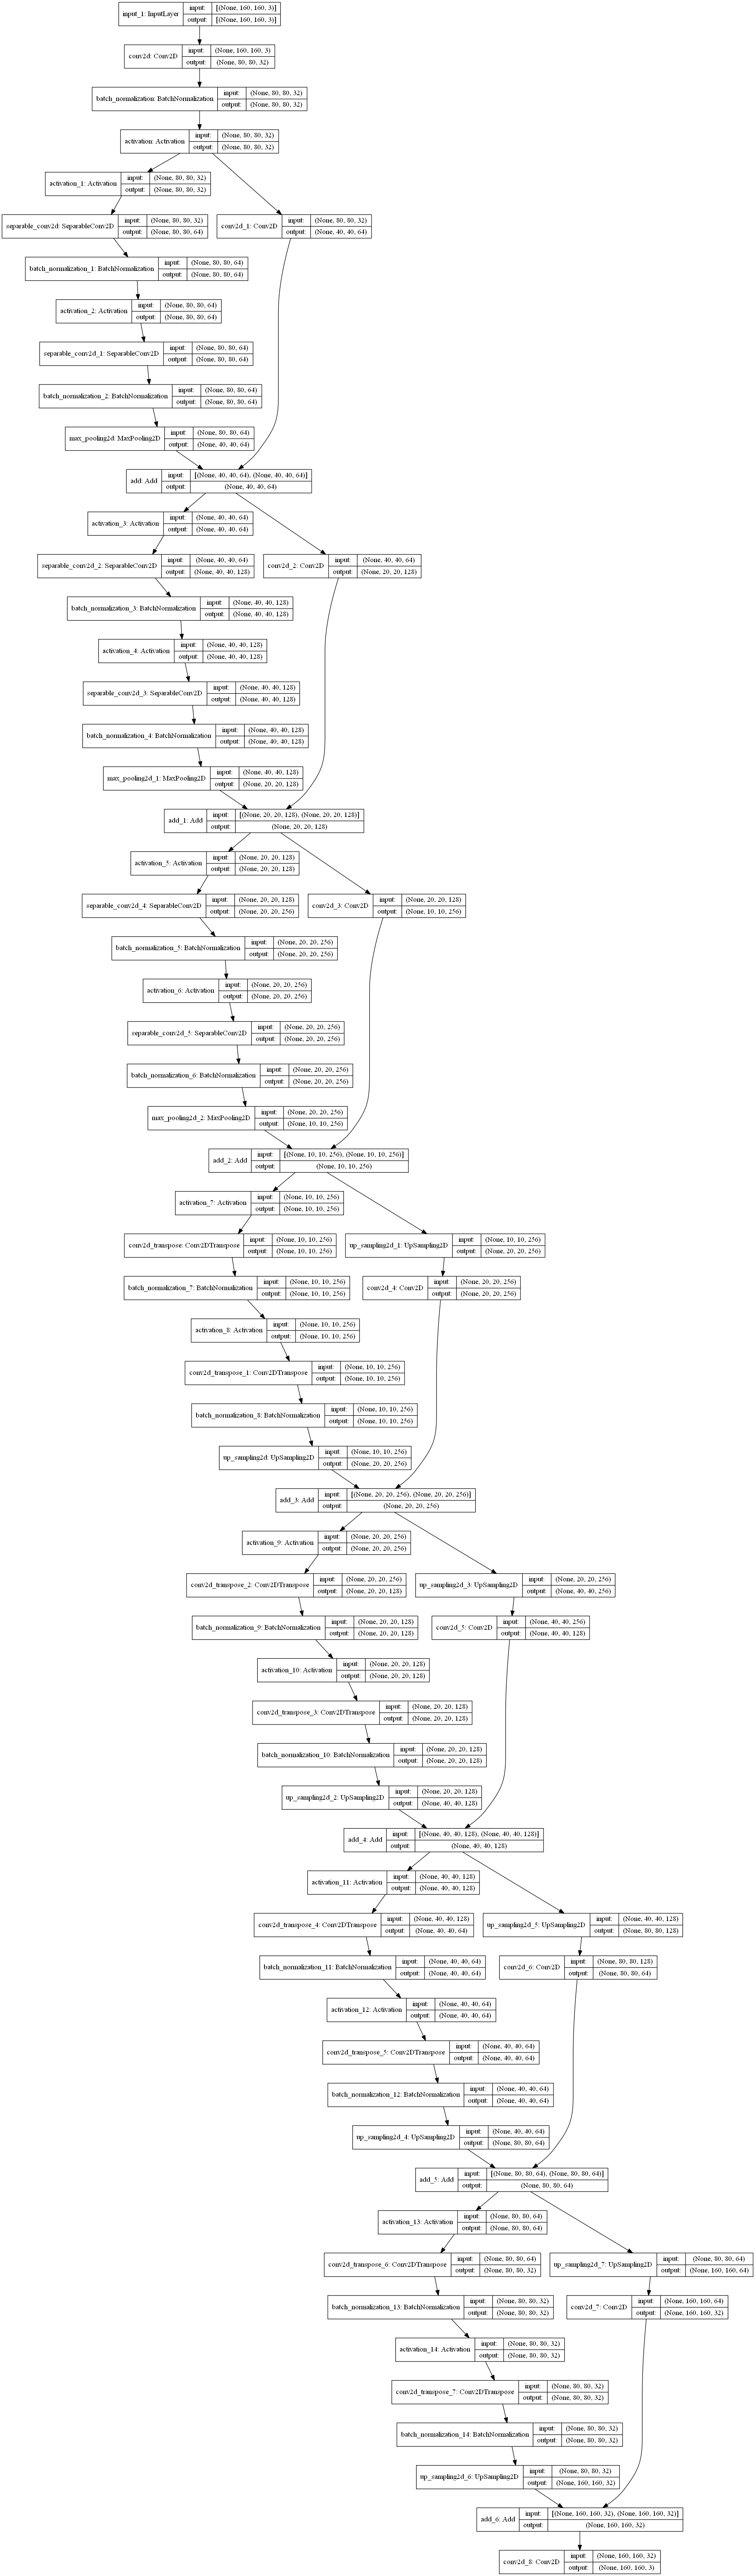 input_1: InputLayer
input: [(None, 160, 160, 3)]
output: [(None, 160, 160, 3)]
conv2d: Conv2D
input: (None, 160, 160, 3)
output: (None, 80, 80, 32)
batch_normalization: BatchNormalization
input: (None, 80, 80, 32)
output: (None, 80, 80, 32)
activation: Activation
input: (None, 80, 80, 32)
output: (None, 80, 80, 32)
activation_1: Activation
input: (None, 80, 80, 32)
output: (None, 80, 80, 32)
separable_conv2d: SeparableConv2D
input: (None, 80, 80, 32)
output: (None, 80, 80, 64)
conv2d_1: Conv2D
input: (None, 80, 80, 32)
output: (None, 40, 40, 64)
batch_normalization_1: BatchNormalization
input: (None, 80, 80, 64)
output: (None, 80, 80, 64)
activation_2: Activation
input: (None, 80, 80, 64)
output: (None, 80, 80, 64)
separable_conv2d_1: SeparableConv2D
input: (None, 80, 80, 64)
output: (None, 80, 80, 64)
batch_normalization_2: BatchNormalization
input: (None, 80, 80, 64)
output: (None, 80, 80, 64)
max_pooling2d: MaxPooling2D
input: (None, 80, 80, 64)
output: (None, 40, 40, 64)
add: Add
input: [(None, 40, 40, 64), (None, 40, 40, 64)]
output: (None, 40, 40, 64)
activation_3: Activation
input: (None, 40, 40, 64)
output: (None, 40, 40, 64)
separable_conv2d_2: SeparableConv2D
input: (None, 40, 40, 64)
output: (None, 40, 40, 128)
conv2d_2: Conv2D
input: (None, 40, 40, 64)
output: (None, 20, 20, 128)
batch_normalization_3: BatchNormalization
input: (None, 40, 40, 128)
output: (None, 40, 40, 128)
activation_4: Activation
input: (None, 40, 40, 128)
output: (None, 40, 40, 128)
separable_conv2d_3: SeparableConv2D
input: (None, 40, 40, 128)
output: (None, 40, 40, 128)
batch_normalization_4: BatchNormalization
input: (None, 40, 40, 128)
output: (None, 40, 40, 128)
max_pooling2d_1: MaxPooling2D
input: (None, 40, 40, 128)
output: (None, 20, 20, 128)
add_1: Add
input: [(None, 20, 20, 128), (None, 20, 20, 128)]
output: (None, 20, 20, 128)
activation_5: Activation
input: (None, 20, 20, 128)
output: (None, 20, 20, 128)
separable_conv2d_4: SeparableConv2D
input: (None, 20, 20, 128)
output: (None, 20, 20, 256)
conv2d_3: Conv2D
input: (None, 20, 20, 128)
output: (None, 10, 10, 256)
batch_normalization_5: BatchNormalization
input: (None, 20, 20, 256)
output: (None, 20, 20, 256)
activation_6: Activation
input: (None, 20, 20, 256)
output: (None, 20, 20, 256)
separable_conv2d_5: SeparableConv2D
input: (None, 20, 20, 256)
output: (None, 20, 20, 256)
batch_normalization_6: BatchNormalization
input: (None, 20, 20, 256)
output: (None, 20, 20, 256)
max_pooling2d_2: MaxPooling2D
input: (None, 20, 20, 256)
output: (None, 10, 10, 256)
add_2: Add
input: [(None, 10, 10, 256), (None, 10, 10, 256)]
output: (None, 10, 10, 256)
activation_7: Activation
input: (None, 10, 10, 256)
output: (None, 10, 10, 256)
conv2d_transpose: Conv2DTranspose
input: (None, 10, 10, 256)
output: (None, 10, 10, 256)
up_sampling2d_1: UpSampling2D
input: (None, 10, 10, 256)
output: (None, 20, 20, 256)
batch_normalization_7: BatchNormalization
input: (None, 10, 10, 256)
output: (None, 10, 10, 256)
conv2d_4: Conv2D
input: (None, 20, 20, 256)
output: (None, 20, 20, 256)
activation_8: Activation
input: (None, 10, 10, 256)
output: (None, 10, 10, 256)
conv2d_transpose_1: Conv2DTranspose
input: (None, 10, 10, 256)
output: (None, 10, 10, 256)
batch_normalization_8: BatchNormalization
input: (None, 10, 10, 256)
output: (None, 10, 10, 256)
up_sampling2d: UpSampling2D
input: (None, 10, 10, 256)
output: (None, 20, 20, 256)
add_3: Add
input: [(None, 20, 20, 256), (None, 20, 20, 256)]
output: (None, 20, 20, 256)
activation_9: Activation
input: (None, 20, 20, 256)
output: (None, 20, 20, 256)
conv2d_transpose_2: Conv2DTranspose
input: (None, 20, 20, 256)
output: (None, 20, 20, 128)
up_sampling2d_3: UpSampling2D
input: (None, 20, 20, 256)
output: (None, 40, 40, 256)
batch_normalization_9: BatchNormalization
input: (None, 20, 20, 128)
output: (None, 20, 20, 128)
conv2d_5: Conv2D
input: (None, 40, 40, 256)
output: (None, 40, 40, 128)
activation_10: Activation
input: (None, 20, 20, 128)
output: (None, 20, 20, 128)
conv2d_transpose_3: Conv2DTranspose
input: (None, 20, 20, 128)
output: (None, 20, 20, 128)
batch_normalization_10: BatchNormalization
input: (None, 20, 20, 128)
output: (None, 20, 20, 128)
up_sampling2d_2: UpSampling2D
input: (None, 20, 20, 128)
output: (None, 40, 40, 128)
add_4: Add
input: [(None, 40, 40, 128), (None, 40, 40, 128)]
output: (None, 40, 40, 128)
activation_11: Activation
input: (None, 40, 40, 128)
output: (None, 40, 40, 128)
conv2d_transpose_4: Conv2DTranspose
input: (None, 40, 40, 128)
output: (None, 40, 40, 64)
up_sampling2d_5: UpSampling2D
input: (None, 40, 40, 128)
output: (None, 80, 80, 128)
batch_normalization_11: BatchNormalization
input: (None, 40, 40, 64)
output: (None, 40, 40, 64)
conv2d_6: Conv2D
input: (None, 80, 80, 128)
output: (None, 80, 80, 64)
activation_12: Activation
input: (None, 40, 40, 64)
output: (None, 40, 40, 64)
conv2d_transpose_5: Conv2DTranspose
input: (None, 40, 40, 64)
output: (None, 40, 40, 64)
batch_normalization_12: BatchNormalization
input: (None, 40, 40, 64)
output: (None, 40, 40, 64)
up_sampling2d_4: UpSampling2D
input: (None, 40, 40, 64)
output: (None, 80, 80, 64)
add_5: Add
input: [(None, 80, 80, 64), (None, 80, 80, 64)]
output: (None, 80, 80, 64)
activation_13: Activation
input: (None, 80, 80, 64)
output: (None, 80, 80, 64)
conv2d_transpose_6: Conv2DTranspose
input: (None, 80, 80, 64)
output: (None, 80, 80, 32)
up_sampling2d_7: UpSampling2D
input: (None, 80, 80, 64)
output: (None, 160, 160, 64)
batch_normalization_13: BatchNormalization
input: (None, 80, 80, 32)
output: (None, 80, 80, 32)
conv2d_7: Conv2D
input: (None, 160, 160, 64)
output: (None, 160, 160, 32)
activation_14: Activation
input: (None, 80, 80, 32)
output: (None, 80, 80, 32)
conv2d_transpose_7: Conv2DTranspose
input: (None, 80, 80, 32)
output: (None, 80, 80, 32)
batch_normalization_14: BatchNormalization
input: (None, 80, 80, 32)
output: (None, 80, 80, 32)
up_sampling2d_6: UpSampling2D
input: (None, 80, 80, 32)
output: (None, 160, 160, 32)
add_6: Add
input: [(None, 160, 160, 32), (None, 160, 160, 32)]
output: (None, 160, 160, 32)
conv2d_8: Conv2D
input: (None, 160, 160, 32)
output: (None, 160, 160, 3)